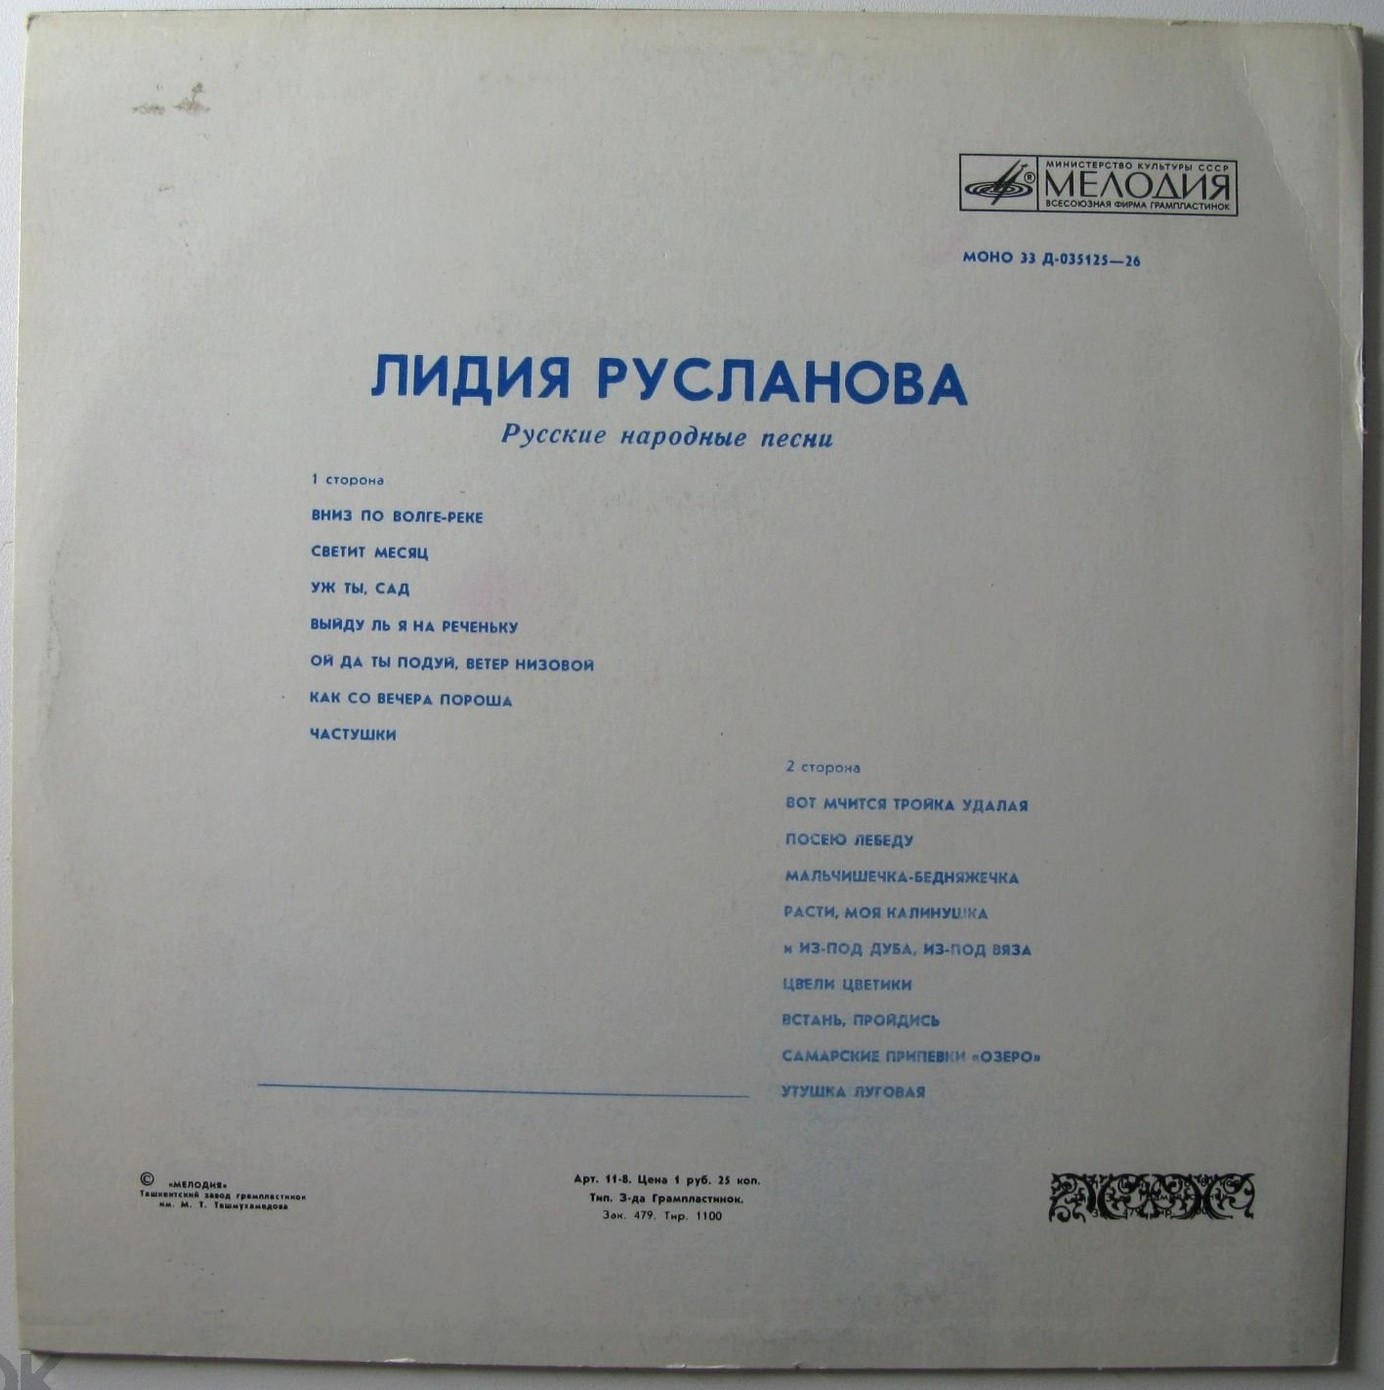 МИНИСТЕРСТВО КУЛЬТУРЫ СССР
МЕЛОДИЯ
ВСЕСОЮЗНАЯ ФИРМА ГРАМПЛАСТИНОК
МОНО 33 Д-035125—26
ЛИДИЯ РУСЛАНОВА
Русские народные песни
1 сторона
ВНИЗ ПО ВОЛГЕ-РЕКЕ
СВЕТИТ МЕСЯЦ
УЖ ТЫ, САД
ВЫЙДУ ЛЬ Я НА РЕЧЕНЬКУ
ОЙ ДА ТЫ ПОДУЙ, ВЕТЕР НИЗОВОЙ
КАК СО ВЕЧЕРА ПОРОША
ЧАСТУШКИ
2 сторона
ВОТ МЧИТСЯ ТРОЙКА УДАЛАЯ
ПОСЕЮ ЛЕБЕДУ
МАЛЬЧИШЕЧКА-БЕДНЯЖЕЧКА
РАСТИ, МОЯ КАЛИНУШКА
и ИЗ-ПОД ДУБА, ИЗ-ПОД ВЯЗА
ЦВЕЛИ ЦВЕТИКИ
ВСТАНЬ, ПРОЙДИСЬ
САМАРСКИЕ ПРИПЕВКИ «ОЗЕРО»
УТУШКА ЛУГОВАЯ
© «МЕЛОДИЯ»
Ташкентский завод грампластинок
им. М. Т. Ташмухамедова
Арт. 11-8. Цена 1 руб. 25 коп.
Тип. З-да Грампластинок.
Зак. 479. Тир. 1100